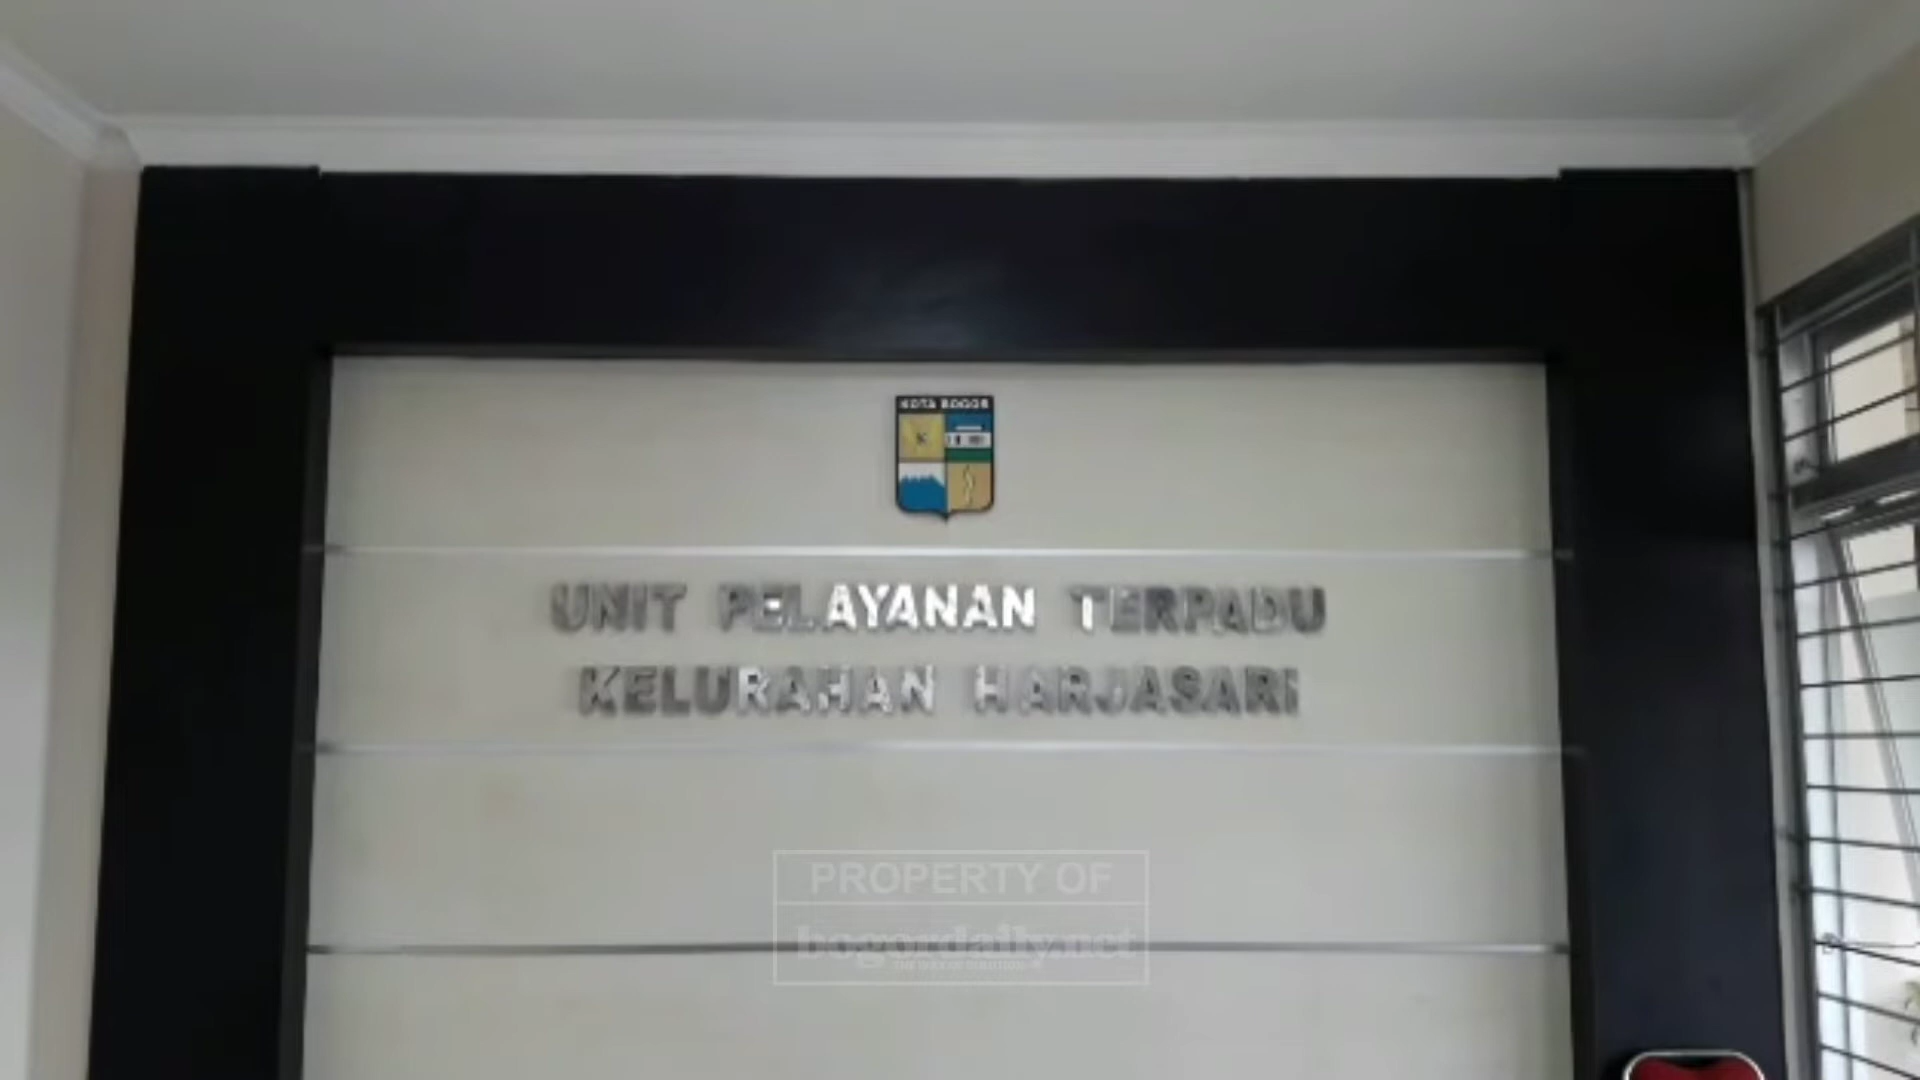 KOTA BOGOR
UNIT PELAYANAN TERPADU
KELURAHAN HARJASARI
PROPERTY OF
bogordaily.net